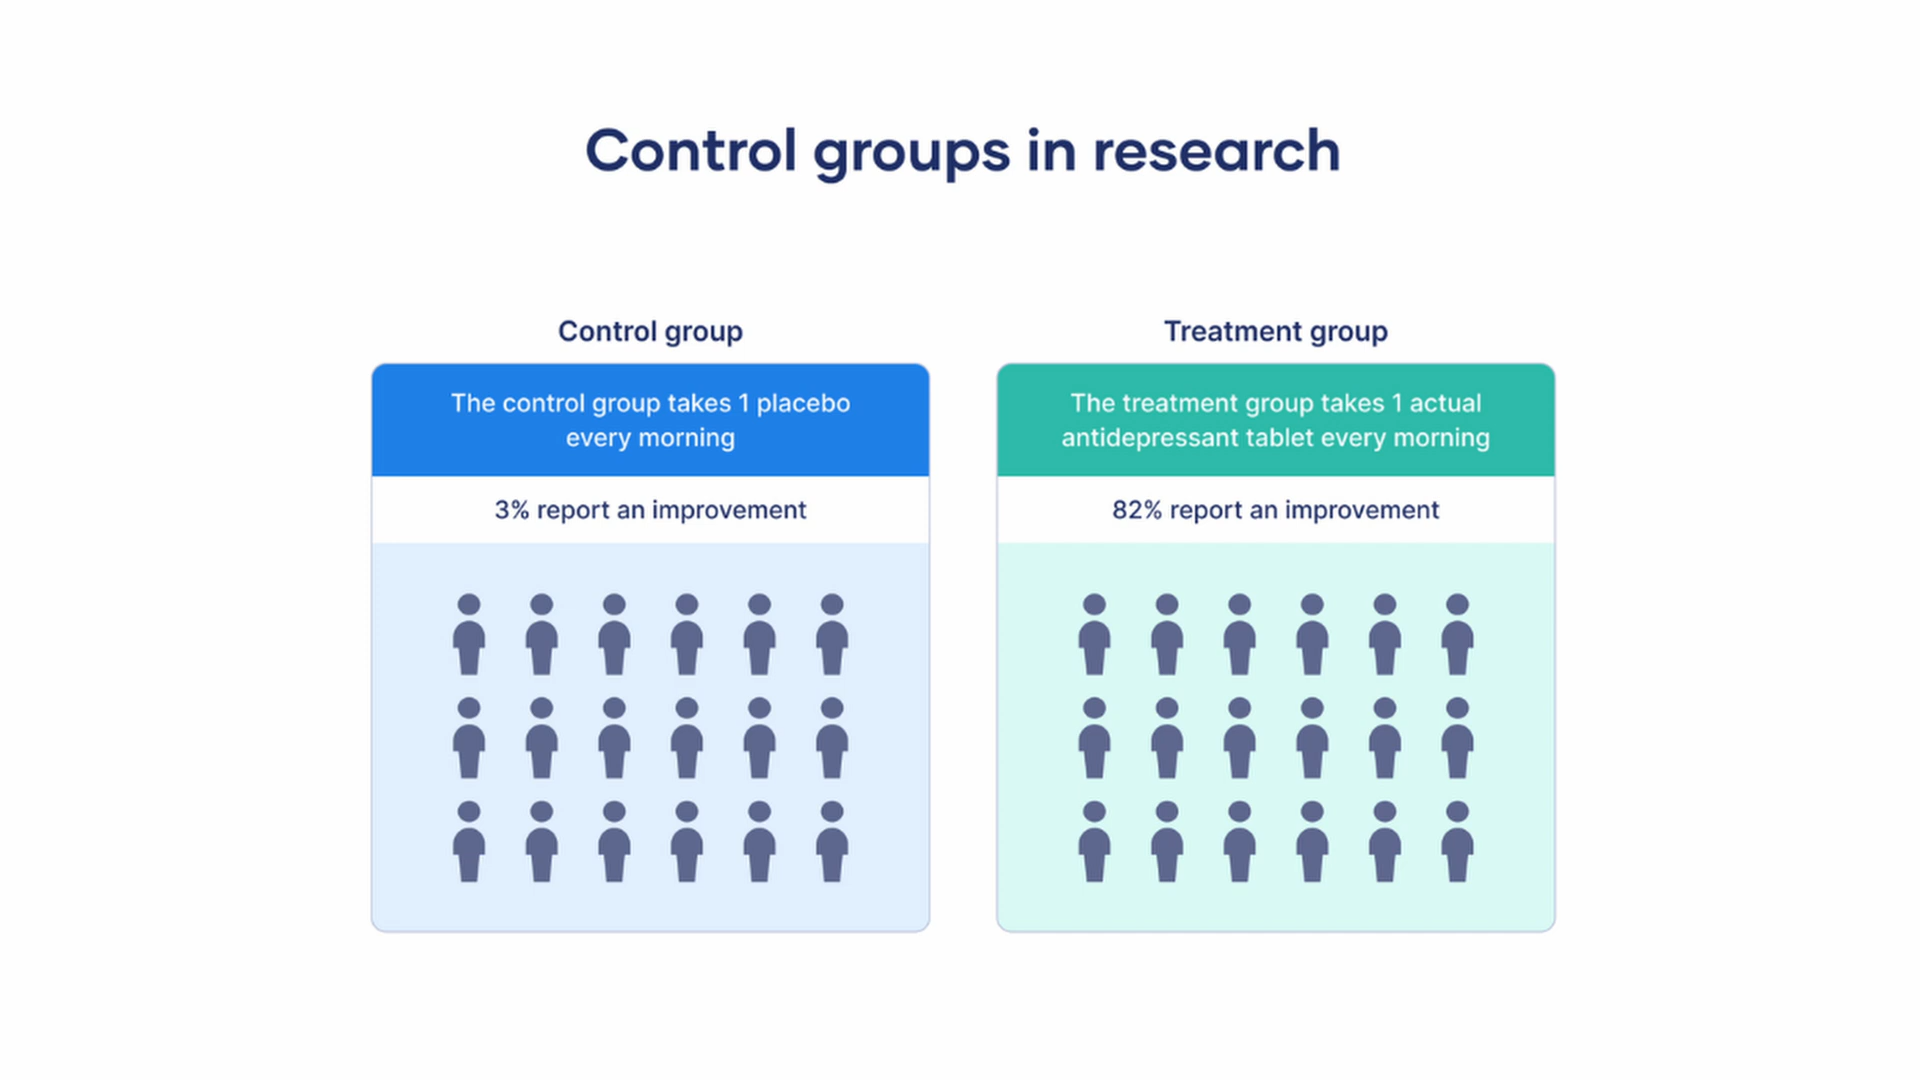 Control groups in research
Control group
The control group takes 1 placebo
every morning
3% report an improvement
Treatment group
The treatment group takes 1 actual
antidepressant tablet every morning
82% report an improvement